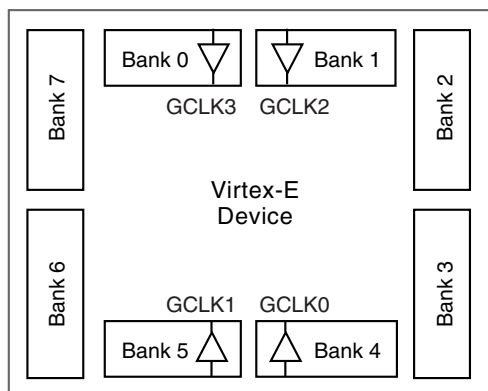 Bank 0
Bank 1
GCLK3
GCLK2
Bank 7
Bank 2
Virtex-E
Device
Bank 6
Bank 3
GCLK1
GCLK0
Bank 5
Bank 4